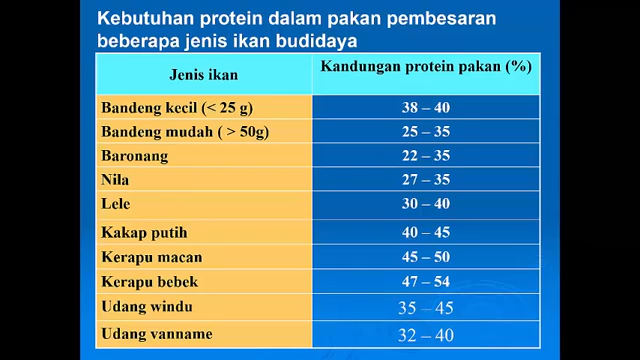 Kebutuhan protein dalam pakan pembesaran
beberapa jenis ikan budidaya
Jenis ikan Kandungan protein pakan (%)
Bandeng kecil (< 25 g) 38 – 40
Bandeng mudah ( > 50g) 25 – 35
Baronang 22 – 35
Nila 27 – 35
Lele 30 – 40
Kakap putih 40 – 45
Kerapu macan 45 – 50
Kerapu bebek 47 – 54
Udang windu 35 – 45
Udang vanname 32 – 40